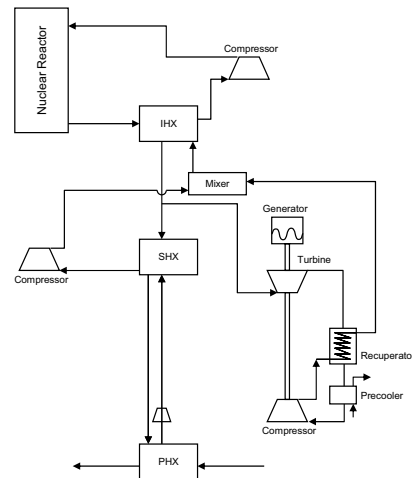 Compressor
Nuclear Reactor
IHX
Mixer
Generator
Turbine
SHX
Compressor
Recuperato
Precooler
Compressor
PHX